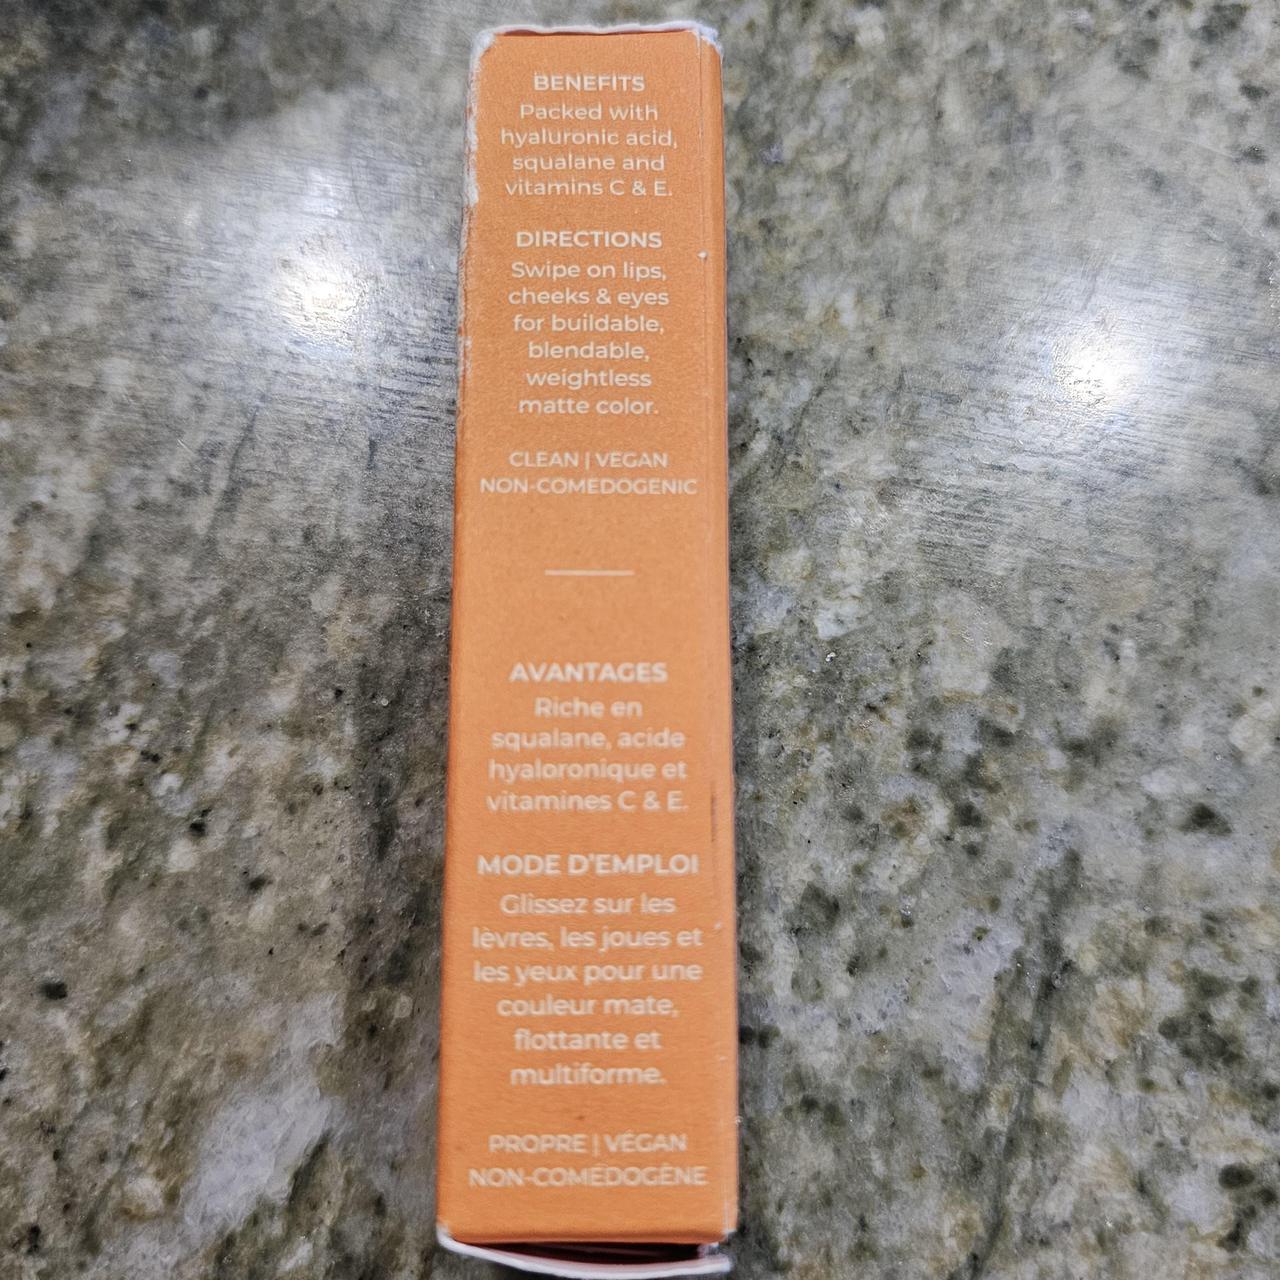 BENEFITS
Packed with
hyaluronic acid,
squalane and
vitamins C & E.
DIRECTIONS
Swipe on lips,
cheeks & eyes
for buildable,
blendable,
weightless
matte color.
CLEAN | VEGAN
NON-COMEDOGENIC
AVANTAGES
Riche en
squalane, acide
hyaloronique et
vitamines C & E.
MODE D'EMPLOI
Glissez sur les
lèvres, les joues et
les yeux pour une
couleur mate,
flottante et
multiforme.
PROPRE | VÉGAN
NON-COMÉDOGÈNE